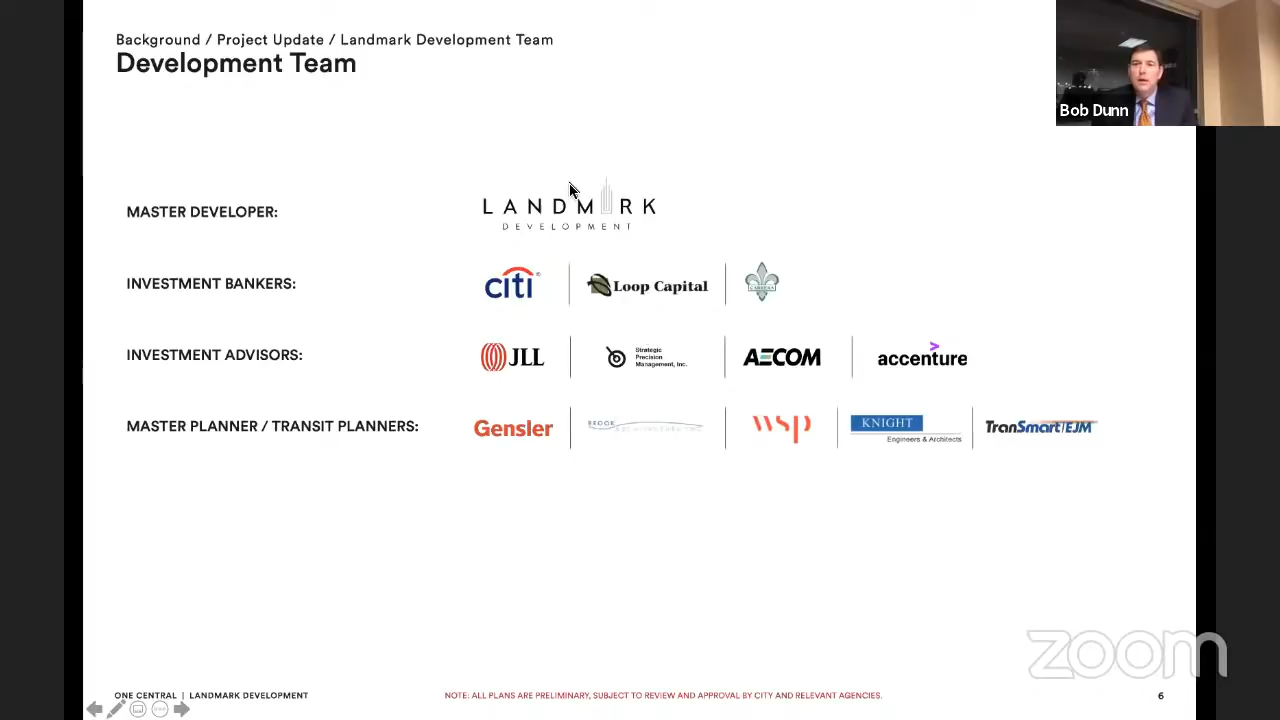 Background / Project Update / Landmark Development Team
Development Team
Bob Dunn
MASTER DEVELOPER:
LANDMARK
DEVELOPMENT
INVESTMENT BANKERS:
citi
Loop Capital
CABRERA
INVESTMENT ADVISORS:
JLL
Strategic
Precision
Management, Inc.
AECOM
accenture
MASTER PLANNER / TRANSIT PLANNERS:
Gensler
wsp
KNIGHT
Engineers & Architects
TranSmart/EJM
zoom
ONE CENTRAL | LANDMARK DEVELOPMENT
NOTE: ALL PLANS ARE PRELIMINARY, SUBJECT TO REVIEW AND APPROVAL BY CITY AND RELEVANT AGENCIES.
6